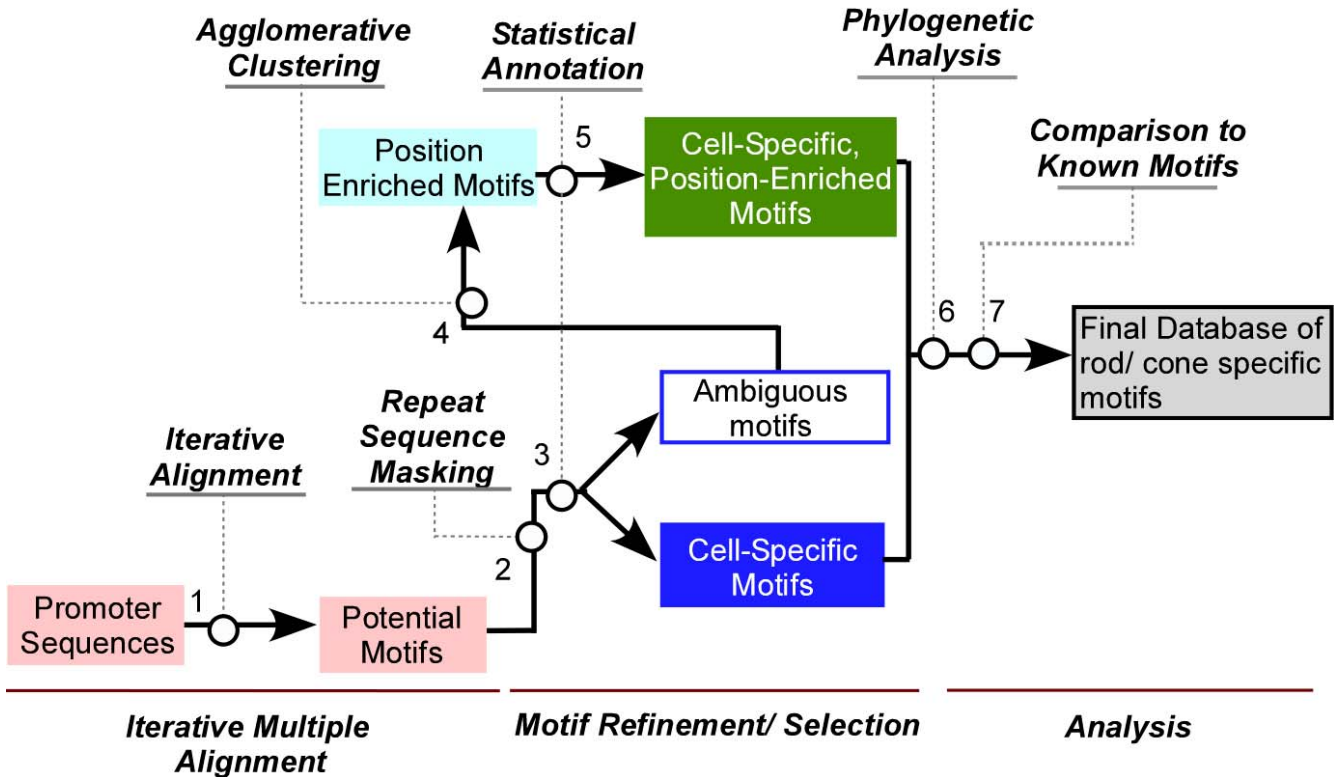 Agglomerative
Clustering
Statistical
Annotation
Phylogenetic
Analysis
Comparison to
Known Motifs
Position
Enriched Motifs
5
Cell-Specific,
Position-Enriched
Motifs
4
6
7
Final Database of
rod/ cone specific
motifs
Iterative
Alignment
Repeat
Sequence
Masking
3
Ambiguous
motifs
2
Cell-Specific
Motifs
Promoter
Sequences
1
Potential
Motifs
Iterative Multiple
Alignment
Motif Refinement/ Selection
Analysis